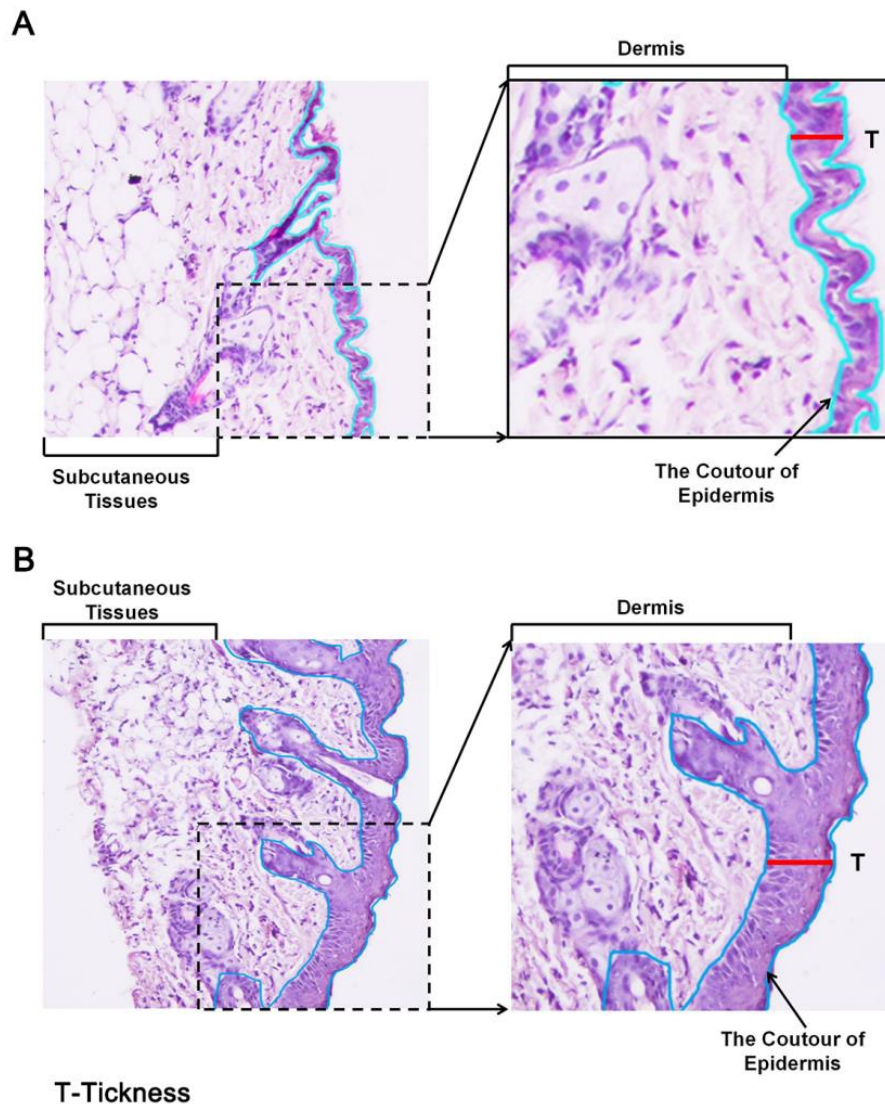 A
Dermis
T
Subcutaneous
Tissues
The Coutour of
Epidermis
B
Subcutaneous
Tissues
Dermis
T
The Coutour of
Epidermis
T-Tickness